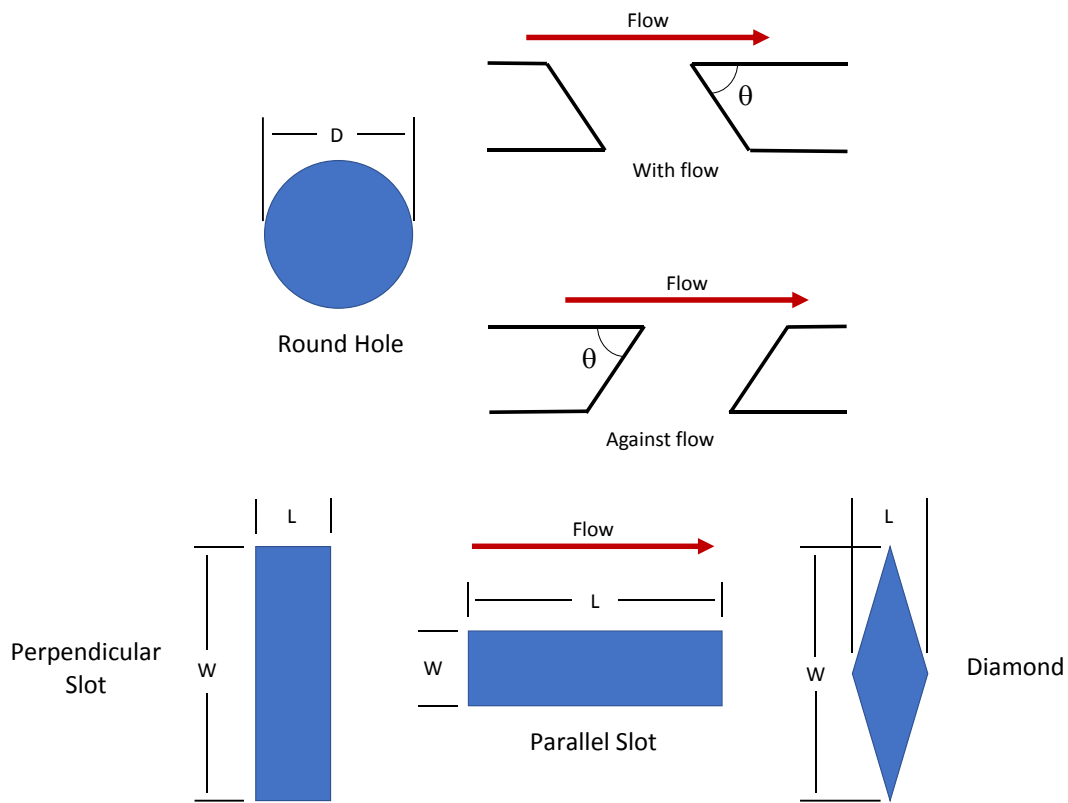 Flow
D
θ
With flow
Flow
Round Hole
θ
Against flow
L
Flow
L
L
Perpendicular
Slot
W
W
W
Diamond
Parallel Slot